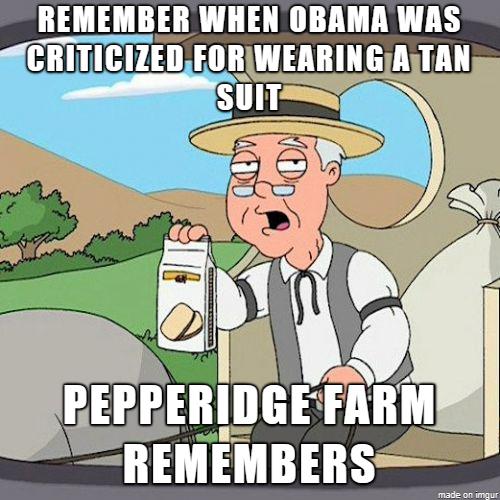 REMEMBER WHEN OBAMA WAS
CRITICIZED FOR WEARING A TAN
SUIT
PEPPERIDGE FARM
REMEMBERS
made on imgur